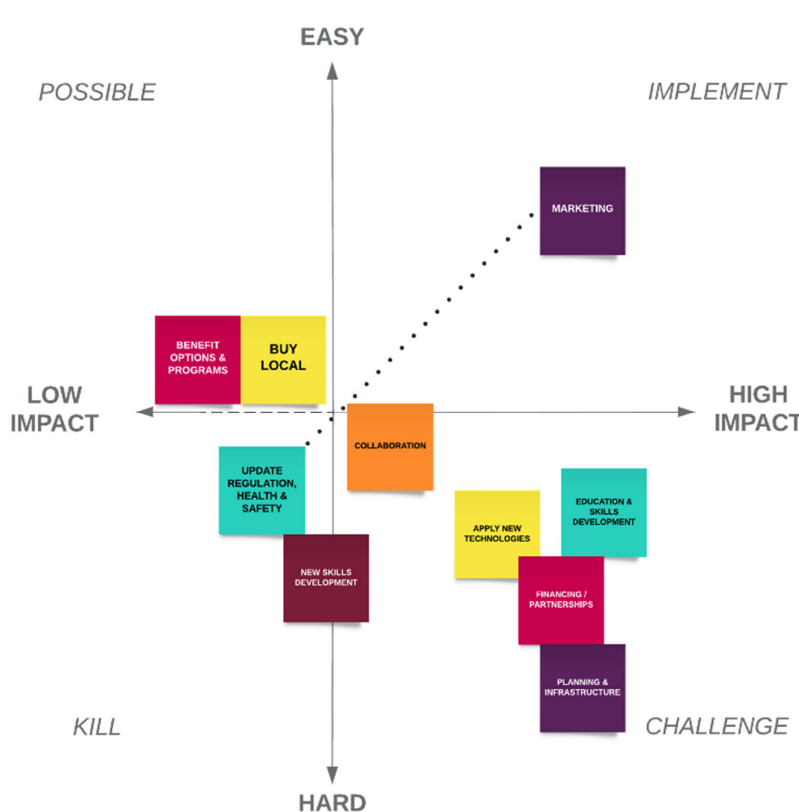 EASY
POSSIBLE
IMPLEMENT
MARKETING
BENEFIT
OPTIONS &
PROGRAMS
BUY
LOCAL
LOW
IMPACT
HIGH
IMPACT
COLLABORATION
UPDATE
REGULATION,
HEALTH &
SAFETY
EDUCATION &
SKILLS
DEVELOPMENT
APPLY NEW
TECHNOLOGIES
NEW SKILLS
DEVELOPMENT
FINANCING /
PARTNERSHIPS
PLANNING &
INFRASTRUCTURE
KILL
CHALLENGE
HARD